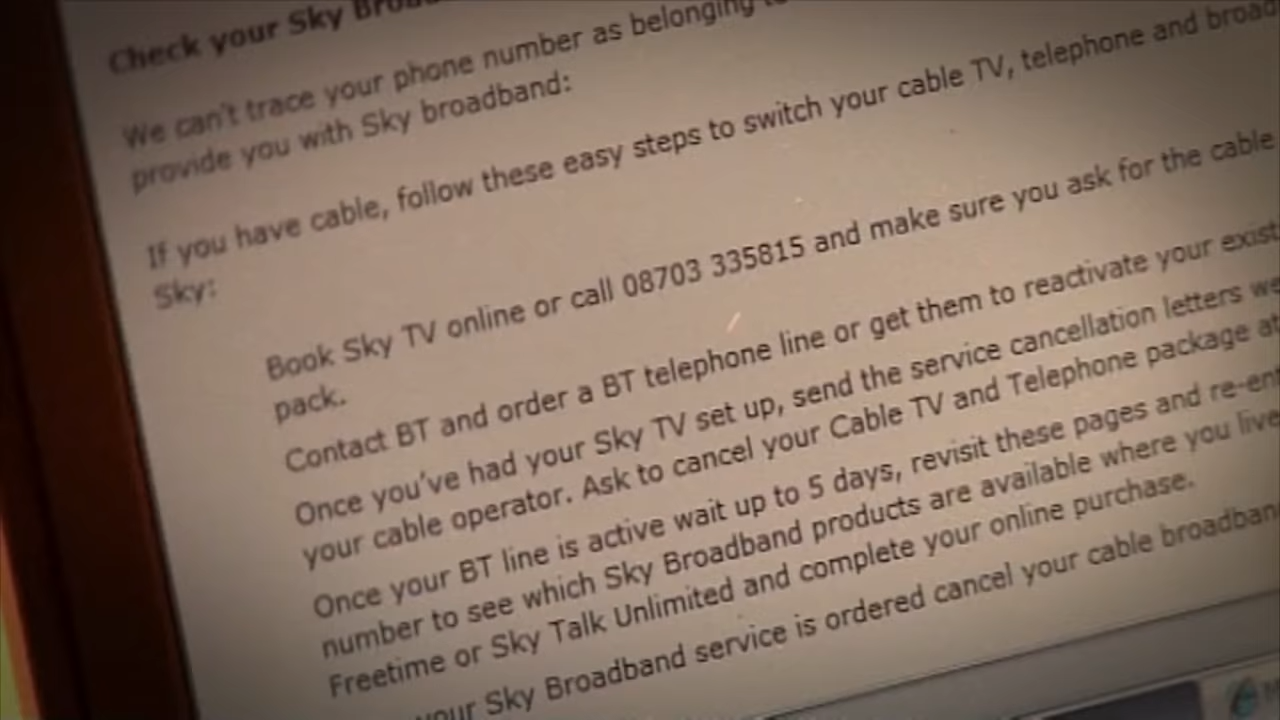 Check your Sky
We can't trace your phone number as belonging
provide you with Sky broadband:
If you have cable, follow these easy steps to switch your cable TV, telephone and
Sky:
Book Sky TV online or call 08703 335815 and make sure you ask for the cable
pack.
Contact BT and order a BT telephone line or get them to reactivate your
Once you've had your Sky TV set up, send the service cancellation letters
your cable operator. Ask to cancel your Cable TV and Telephone package
Once your BT line is active wait up to 5 days, revisit these pages and
number to see which Sky Broadband products are available where you live
Freetime or Sky Talk Unlimited and complete your online purchase.
your Sky Broadband service is ordered cancel your cable